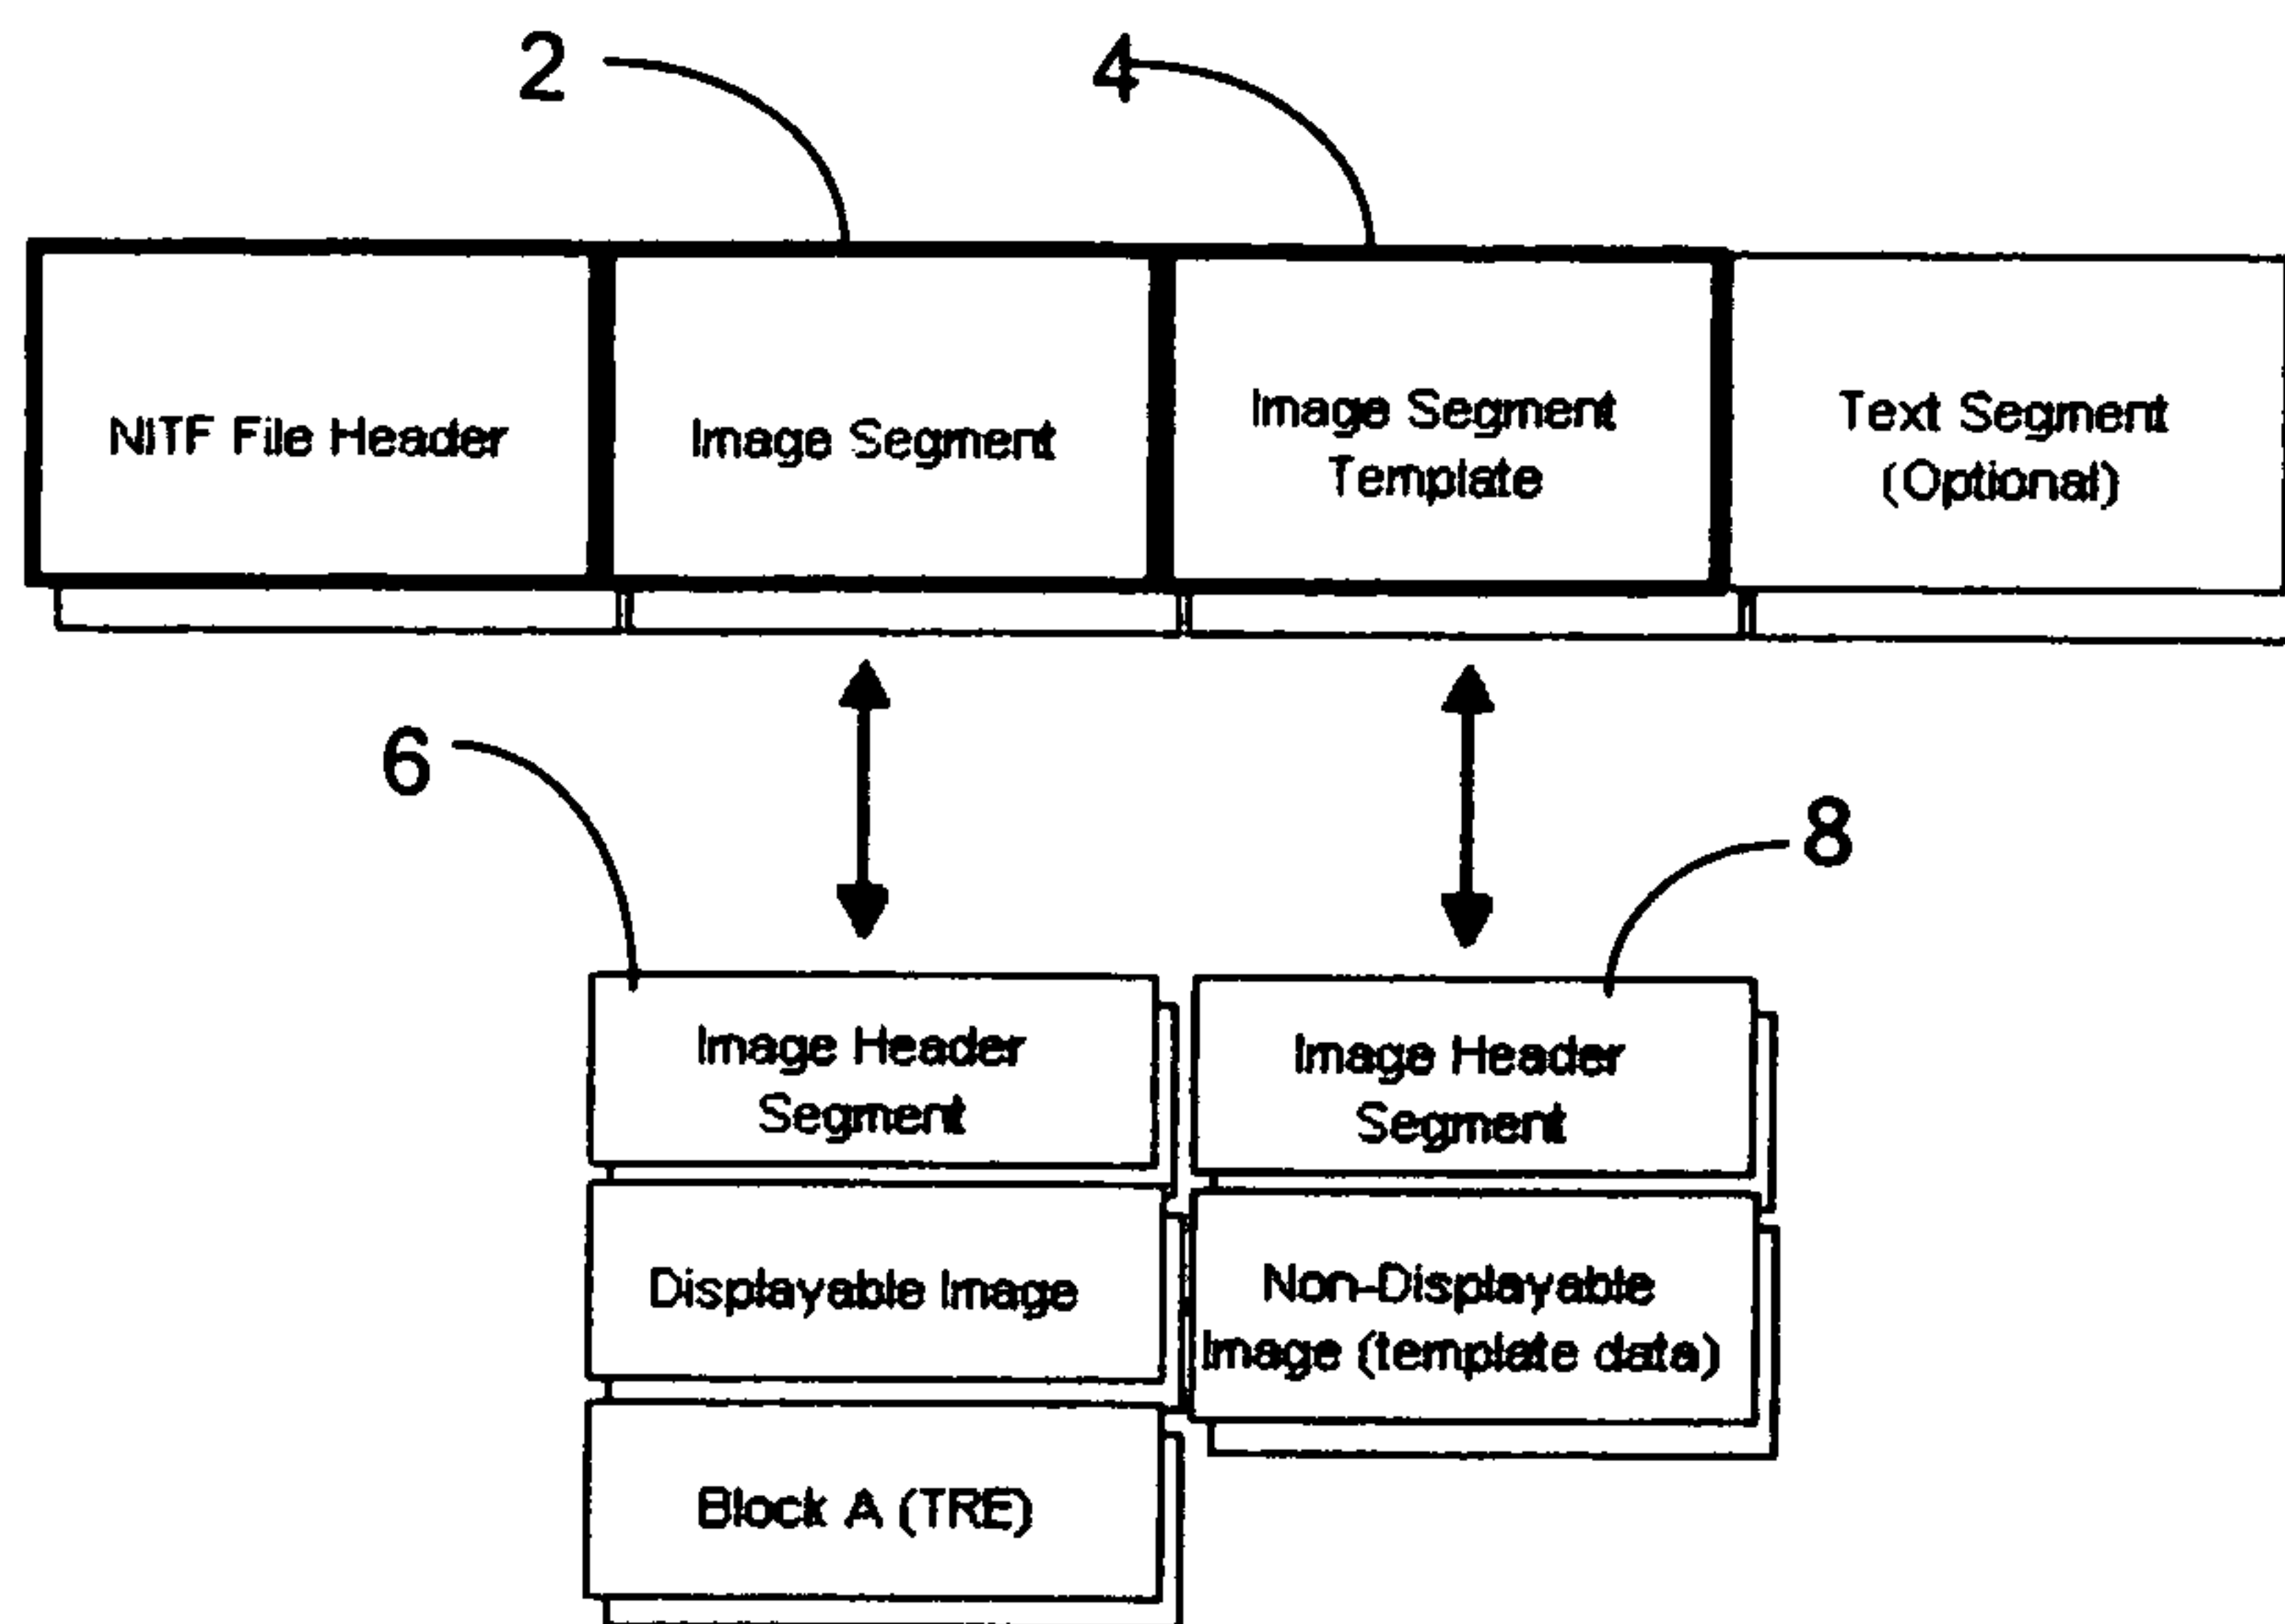 2
4
NITF File Header
Image Segment
Image Segment
Template
Text Segment
(Optional)
6
8
Image Header
Segment
Image Header
Segment
Displayable Image
Non-Displayable
Image (template data)
Block A (TRE)